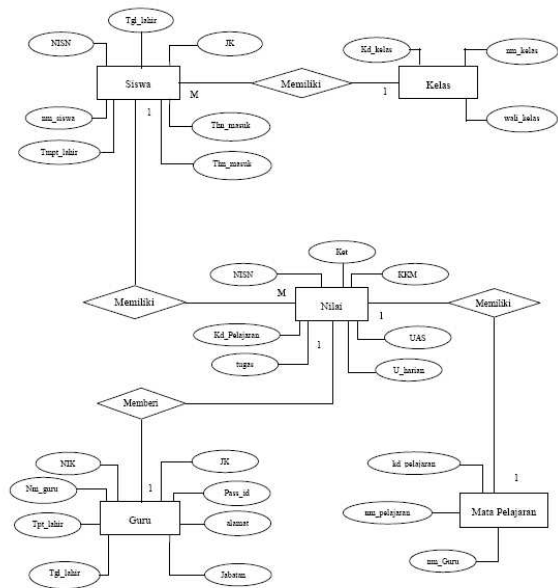 Tgl_lahir
NISN
JK
Siswa
nm_siswa
Tmpt_lahir
Thn_masuk
Thn_masuk
1
M
Memiliki
1
Kd_kelas
nm_kelas
Kelas
wali_kelas
Memiliki
M
Ket
NISN
KKM
Nilai
Kd_Pelajaran
tugas
UAS
U_harian
1
1
Memiliki
Memberi
1
NIK
JK
Nm_guru
Pass_id
Guru
Tpt_lahir
alamat
Tgl_lahir
Jabatan
1
kd_pelajaran
nm_pelajaran
Mata Pelajaran
nm_Guru